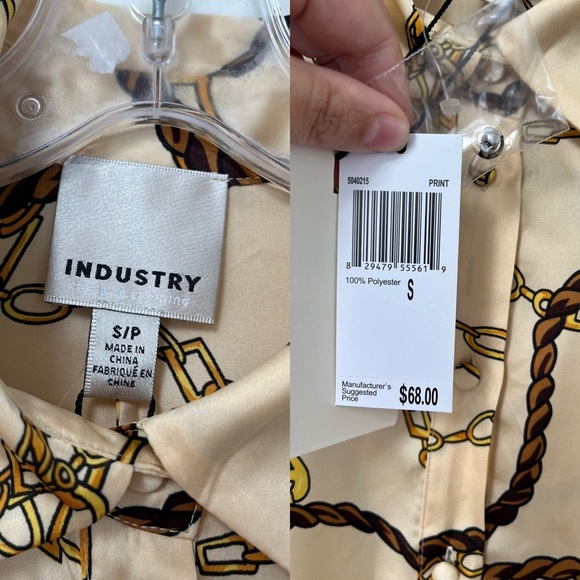 INDUSTRY
S/P
MADE IN
CHINA
FABRIQUÉ EN
CHINE
5040215 PRINT
8 29479 55561 9
100% Polyester S
Manufacturer's
Suggested
Price $68.00